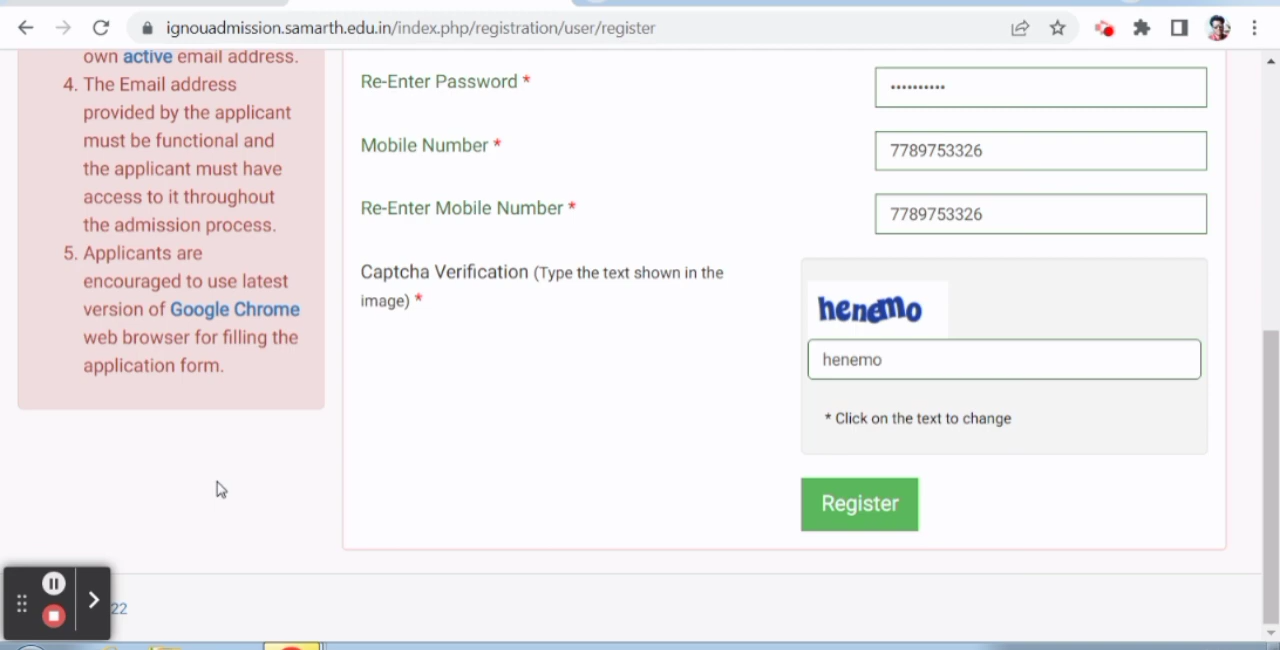 ignouadmission.samarth.edu.in/index.php/registration/user/register
own active email address.
4. The Email address
provided by the applicant
must be functional and
the applicant must have
access to it throughout
the admission process.
5. Applicants are
encouraged to use latest
version of Google Chrome
web browser for filling the
application form.
Re-Enter Password *
••••••••••
Mobile Number *
7789753326
Re-Enter Mobile Number *
7789753326
Captcha Verification (Type the text shown in the
image) *
henemo
henemo
* Click on the text to change
Register
22